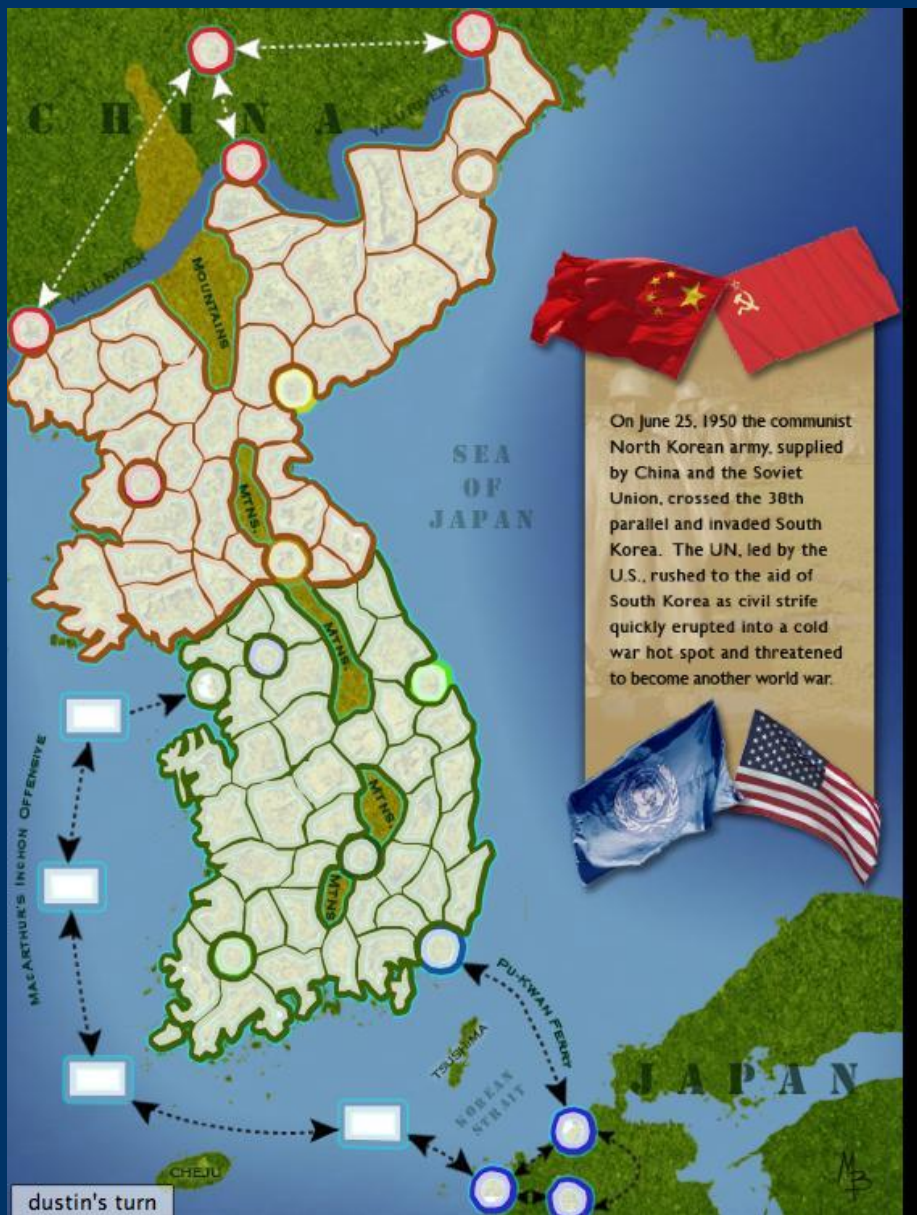 CHINA
YALU RIVER
YALU RIVER
MOUNTAINS
On June 25, 1950 the communist
North Korean army, supplied
by China and the Soviet
Union, crossed the 38th
parallel and invaded South
Korea. The UN, led by the
U.S., rushed to the aid of
South Korea as civil strife
quickly erupted into a cold
war hot spot and threatened
to become another world war.
SEA
OF
JAPAN
MTNS.
MTNS.
MTNS.
MTNS
MACARTHUR'S INCHON OFFENSIVE
PU-KWAN FERRY
TSUSHIMA
KOREAN
STRAIT
JAPAN
CHEJU
MB
dustin's turn